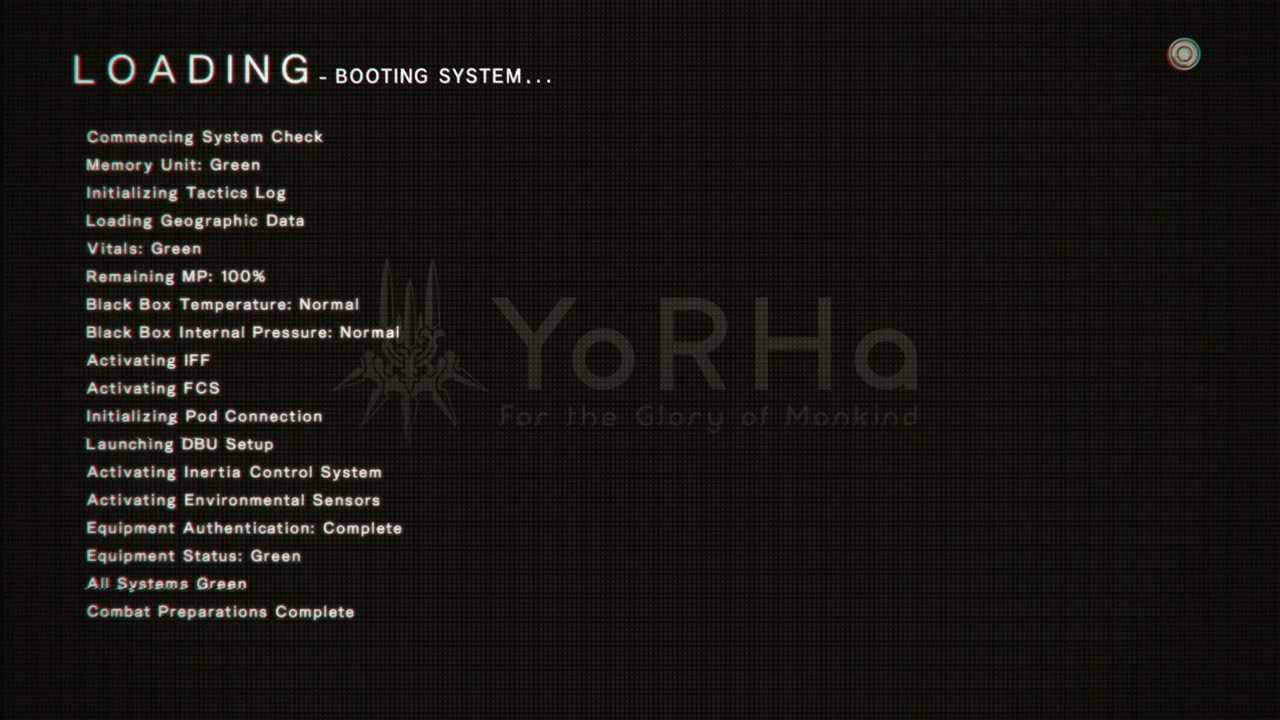 LOADING - BOOTING SYSTEM...
Commencing System Check
Memory Unit: Green
Initializing Tactics Log
Loading Geographic Data
Vitals: Green
Remaining MP: 100%
Black Box Temperature: Normal
Black Box Internal Pressure: Normal
Activating IFF
Activating FCS
Initializing Pod Connection
Launching DBU Setup
Activating Inertia Control System
Activating Environmental Sensors
Equipment Authentication: Complete
Equipment Status: Green
All Systems Green
Combat Preparations Complete
YoRHa
For the Glory of Mankind